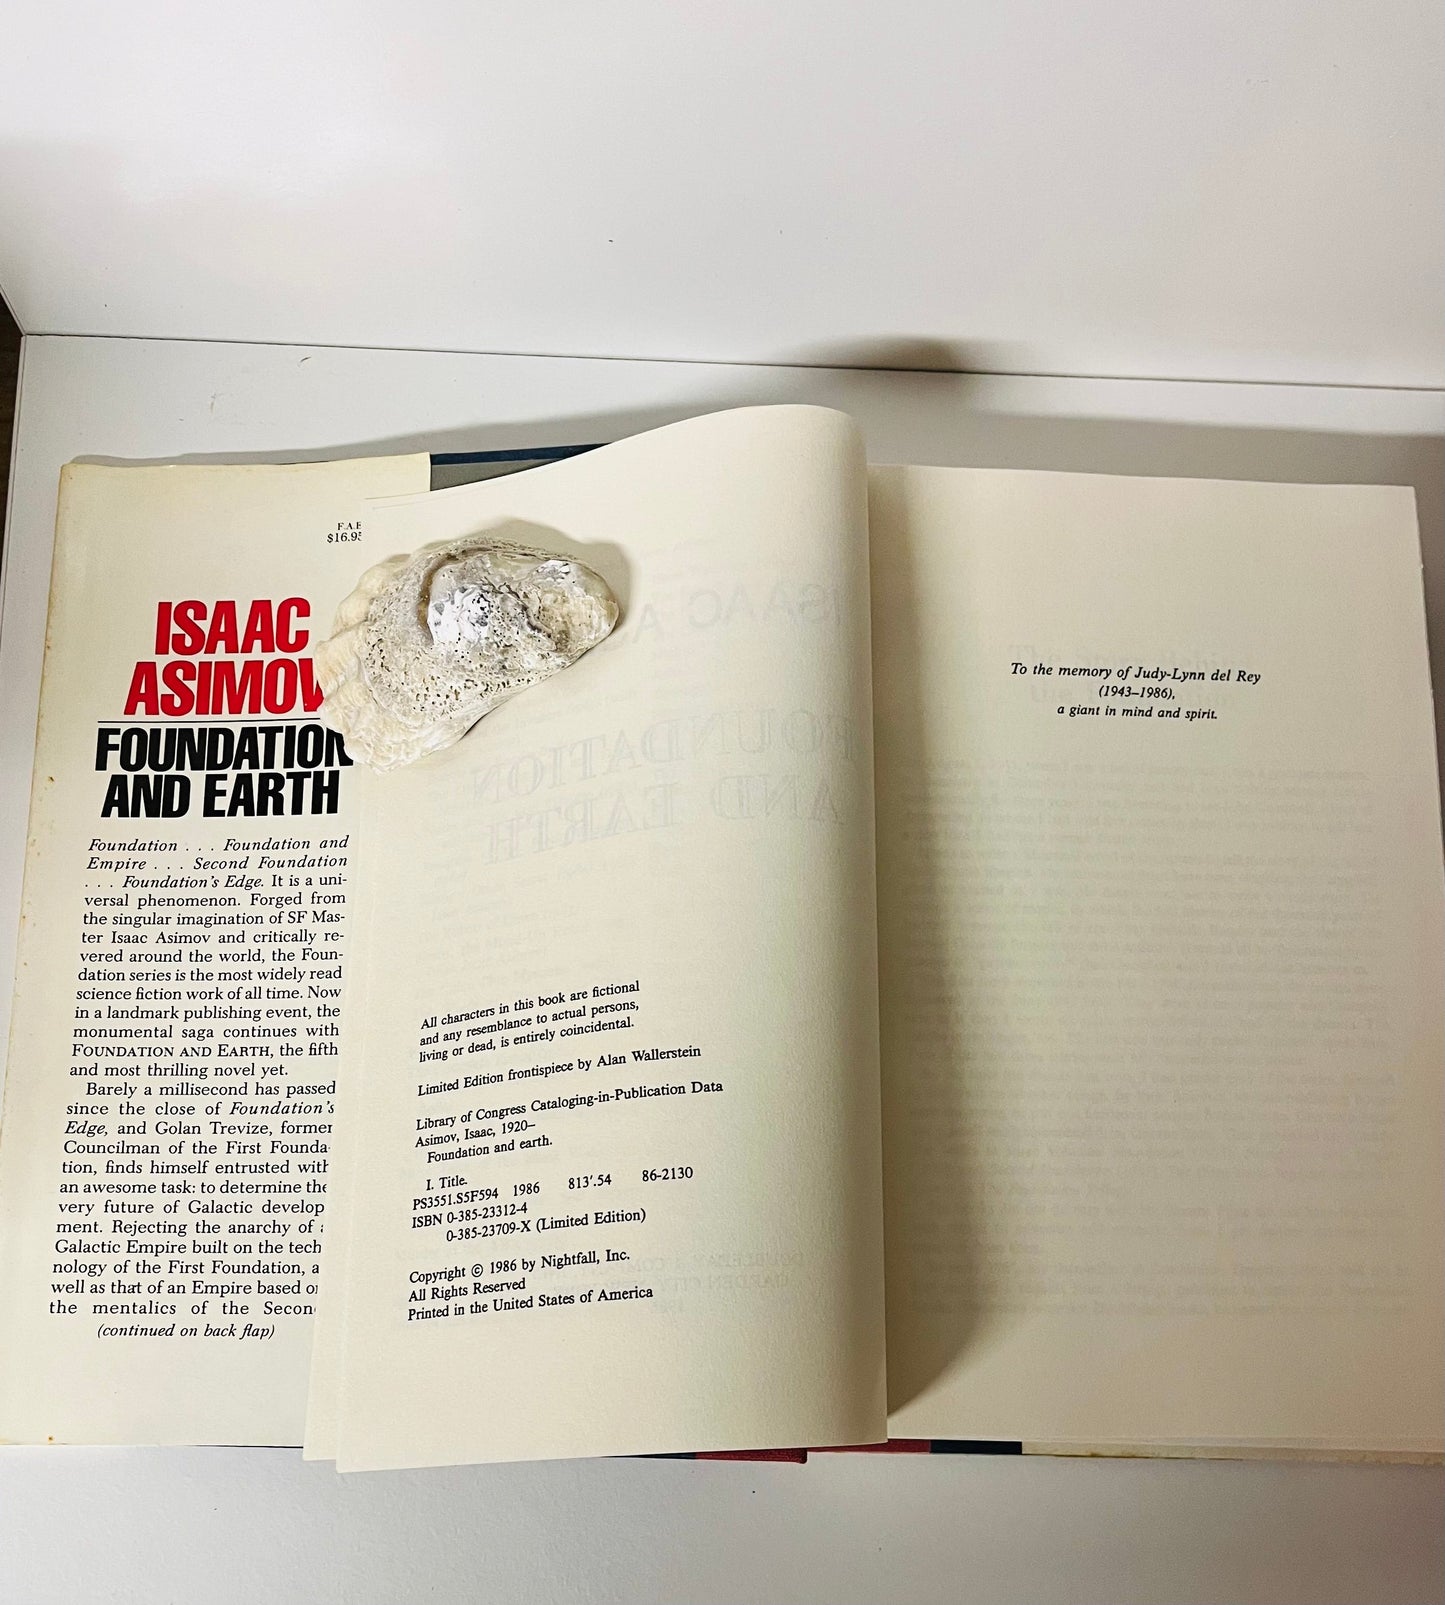 F.A.E
$16.95
ISAAC
ASIMOV
FOUNDATION
AND EARTH
Foundation . . . Foundation and
Empire . . . Second Foundation
. . . Foundation's Edge. It is a uni-
versal phenomenon. Forged from
the singular imagination of SF Mas-
ter Isaac Asimov and critically re-
vered around the world, the Foun-
dation series is the most widely read
science fiction work of all time. Now
in a landmark publishing event, the
monumental saga continues with
FOUNDATION AND EARTH, the fifth
and most thrilling novel yet.
Barely a millisecond has passed
since the close of Foundation's
Edge, and Golan Trevize, former
Councilman of the First Founda-
tion, finds himself entrusted with
an awesome task: to determine the
very future of Galactic develop
ment. Rejecting the anarchy of a
Galactic Empire built on the tech
nology of the First Foundation, a
well as that of an Empire based on
the mentalics of the Second
(continued on back flap)
All characters in this book are fictional
and any resemblance to actual persons,
living or dead, is entirely coincidental.
Limited Edition frontispiece by Alan Wallerstein
Library of Congress Cataloging-in-Publication Data
Asimov, Isaac, 1920–
Foundation and earth.
I. Title.
PS3551.S5F594 1986 813'.54 86-2130
ISBN 0-385-23312-4
0-385-23709-X (Limited Edition)
Copyright © 1986 by Nightfall, Inc.
All Rights Reserved
Printed in the United States of America
To the memory of Judy-Lynn del Rey
(1943–1986),
a giant in mind and spirit.